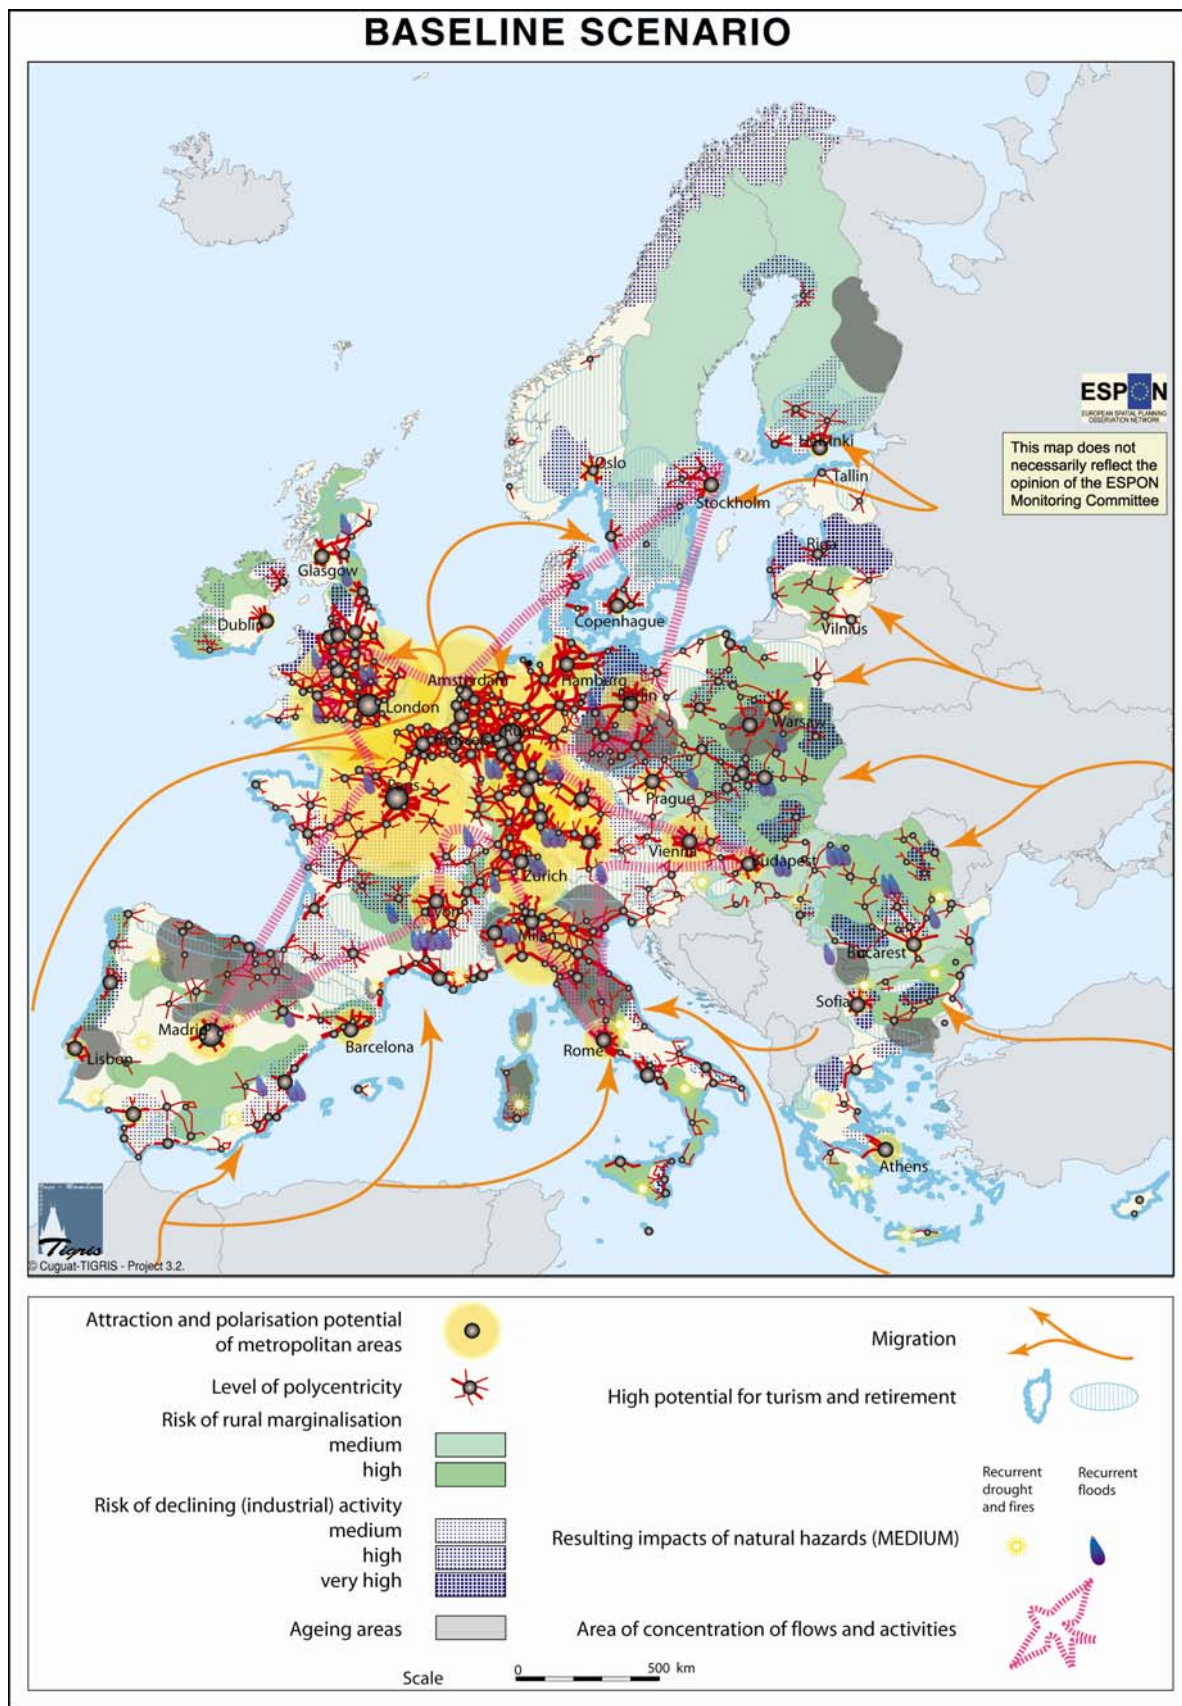 BASELINE SCENARIO
ESPON
EUROPEAN SPATIAL PLANNING
OBSERVATION NETWORK
This map does not
necessarily reflect the
opinion of the ESPON
Monitoring Committee
Helsinki
Oslo
Tallin
Stockholm
Riga
Glasgow
Dublin
Copenhague
Vilnius
Amsterdam
Hamburg
Berlin
London
Warsaw
Paris
Prague
Vienna
Budapest
Zurich
Lyon
Milan
Bucarest
Sofia
Madrid
Barcelona
Lisbon
Rome
Athens
Tigris
© Cuguat-TIGRIS - Project 3.2.
Attraction and polarisation potential
of metropolitan areas
Level of polycentricity
Risk of rural marginalisation
medium
high
Risk of declining (industrial) activity
medium
high
very high
Ageing areas
Scale
0
500 km
Migration
High potential for turism and retirement
Recurrent
drought
and fires
Recurrent
floods
Resulting impacts of natural hazards (MEDIUM)
Area of concentration of flows and activities